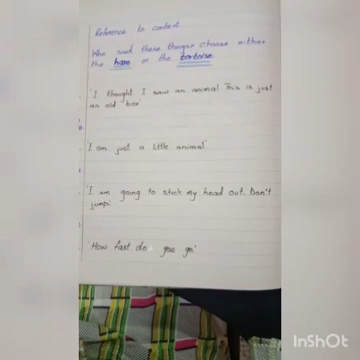 Reference to context
Who said these things choose either
the hare or the tortoise.
'I thought I saw an animal This is just
an old box'
'I am just a little animal'
'I am going to stick my head out. Don't
jump'
'How fast do you go'
InShOt